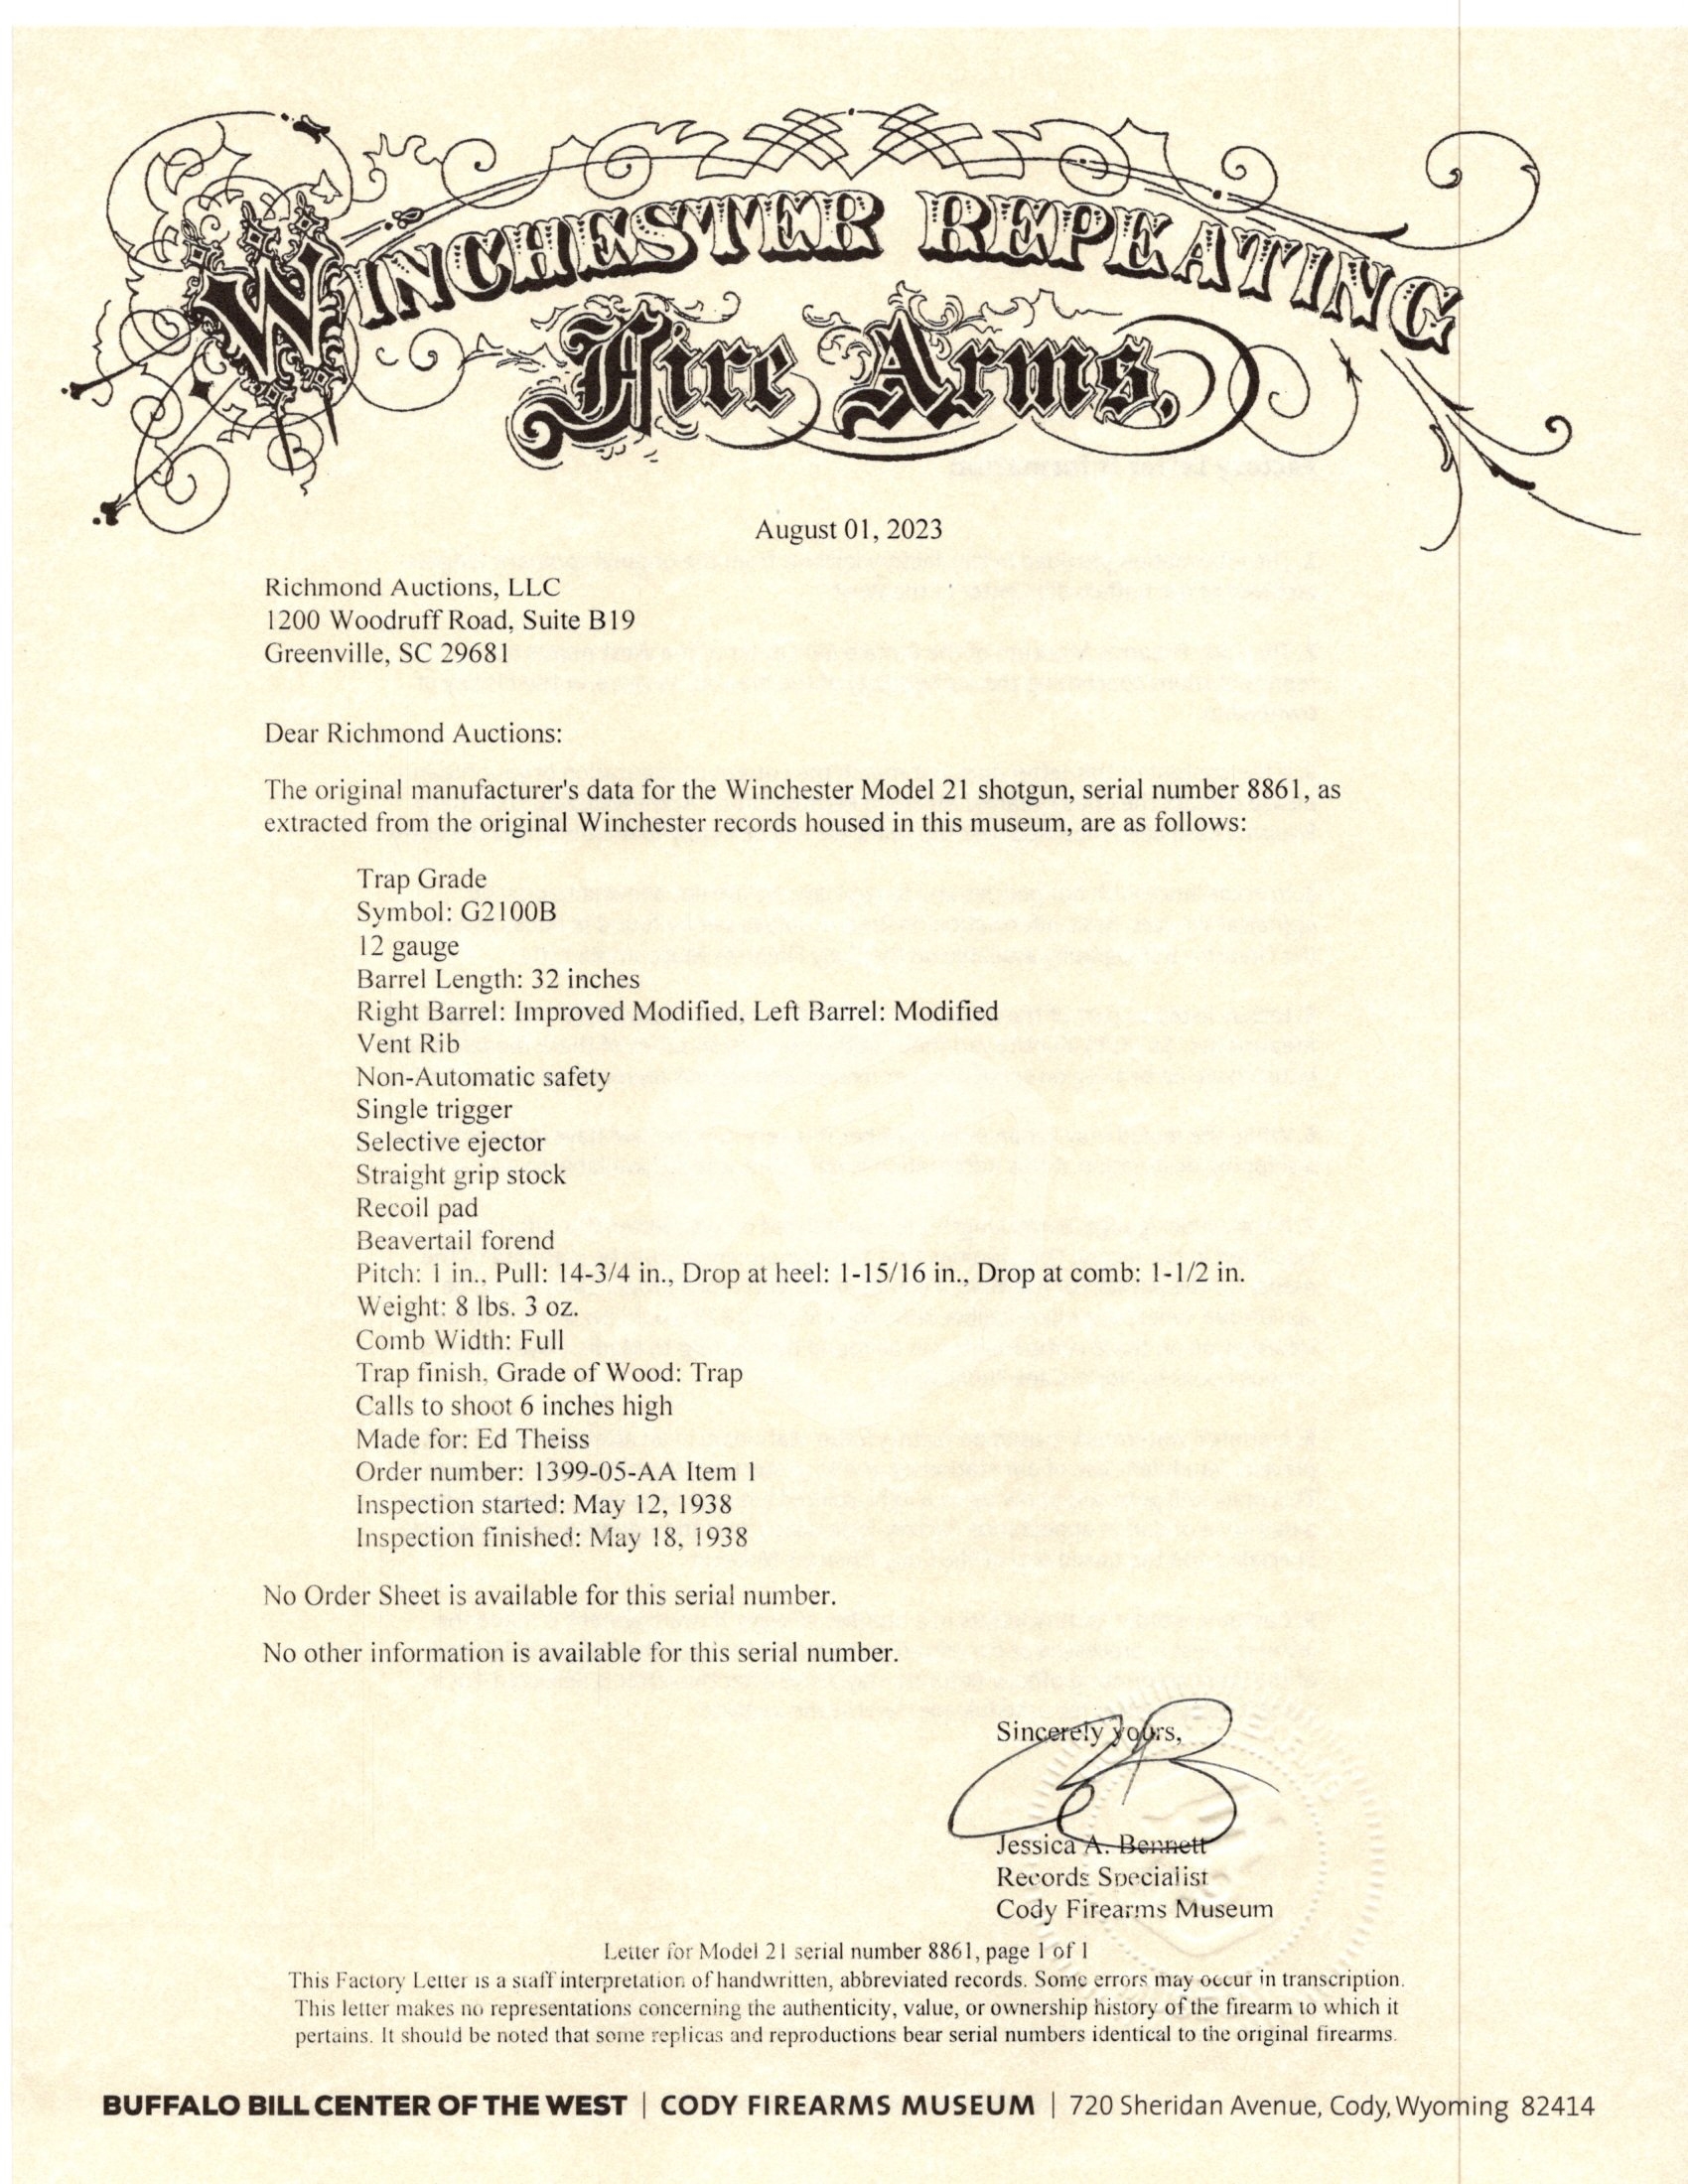 WINCHESTER REPEATING
Fire Arms,
August 01, 2023
Richmond Auctions, LLC
1200 Woodruff Road, Suite B19
Greenville, SC 29681
Dear Richmond Auctions:
The original manufacturer's data for the Winchester Model 21 shotgun, serial number 8861, as
extracted from the original Winchester records housed in this museum, are as follows:
Trap Grade
Symbol: G2100B
12 gauge
Barrel Length: 32 inches
Right Barrel: Improved Modified, Left Barrel: Modified
Vent Rib
Non-Automatic safety
Single trigger
Selective ejector
Straight grip stock
Recoil pad
Beavertail forend
Pitch: 1 in., Pull: 14-3/4 in., Drop at heel: 1-15/16 in., Drop at comb: 1-1/2 in.
Weight: 8 lbs. 3 oz.
Comb Width: Full
Trap finish, Grade of Wood: Trap
Calls to shoot 6 inches high
Made for: Ed Theiss
Order number: 1399-05-AA Item 1
Inspection started: May 12, 1938
Inspection finished: May 18, 1938
No Order Sheet is available for this serial number.
No other information is available for this serial number.
Sincerely yours,
Jessica A. Bennett
Records Specialist
Cody Firearms Museum
Letter for Model 21 serial number 8861, page 1 of 1
This Factory Letter is a staff interpretation of handwritten, abbreviated records. Some errors may occur in transcription.
This letter makes no representations concerning the authenticity, value, or ownership history of the firearm to which it
pertains. It should be noted that some replicas and reproductions bear serial numbers identical to the original firearms.
BUFFALO BILL CENTER OF THE WEST | CODY FIREARMS MUSEUM | 720 Sheridan Avenue, Cody, Wyoming 82414